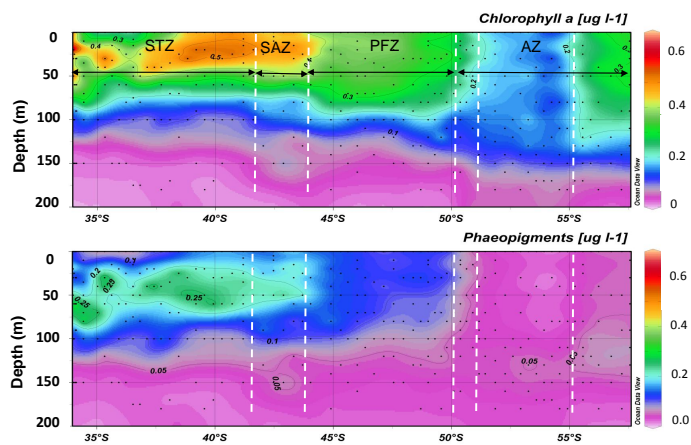 Chlorophyll a [ug l-1]
STZ SAZ PFZ AZ
0.3 0.4 0.5 0.4 0.3 0.1 0.2 0.2 0.3
Depth (m)
0
50
100
150
200
35°S 40°S 45°S 50°S 55°S
0.6
0.4
0.2
0
Ocean Data View
Phaeopigments [ug l-1]
0.1 0.2 0.25 0.25 0.25 0.1 0.05 0.05 0.05
Depth (m)
0
50
100
150
200
35°S 40°S 45°S 50°S 55°S
0.6
0.4
0.2
0.0
Ocean Data View